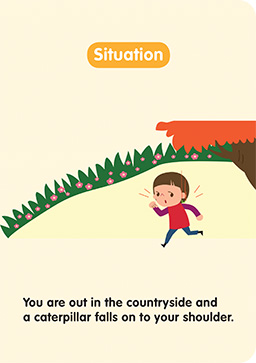 Situation
You are out in the countryside and
a caterpillar falls on to your shoulder.